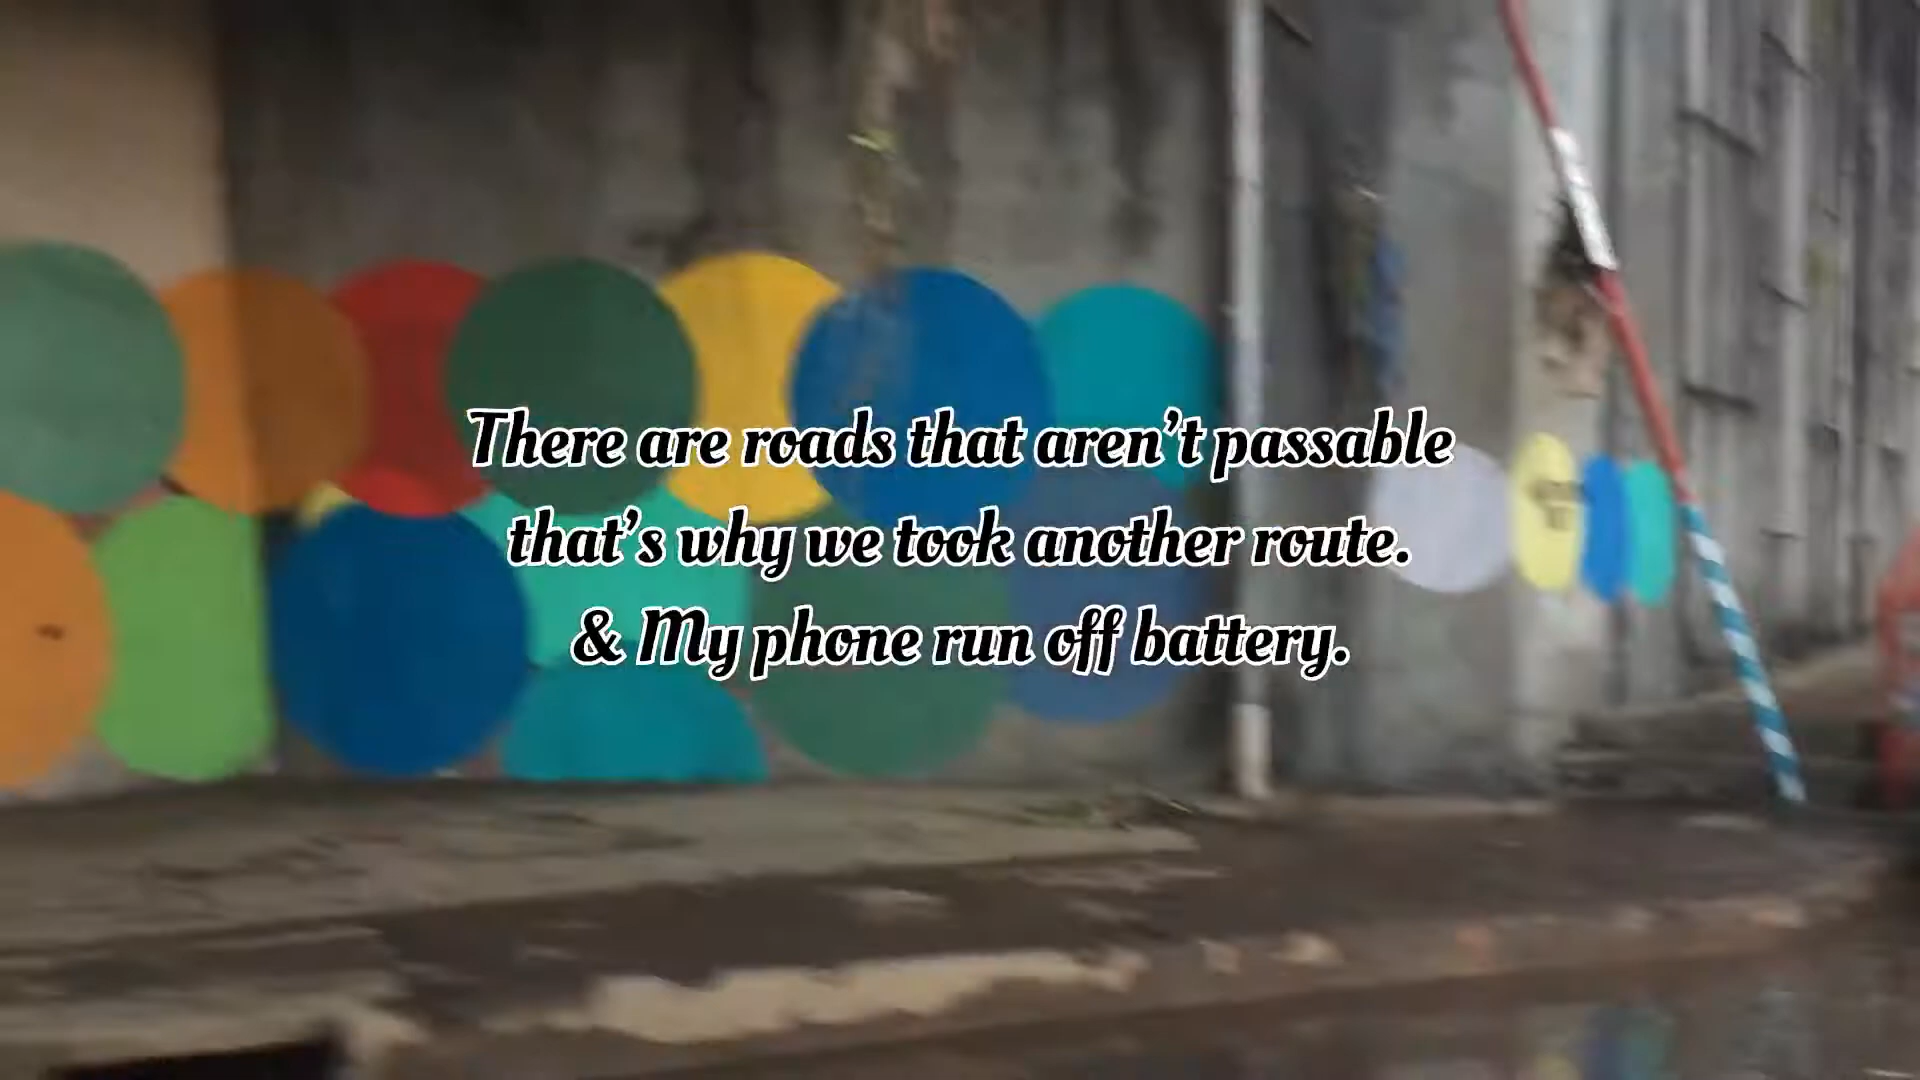 There are roads that aren't passable
that's why we took another route.
& My phone run off battery.